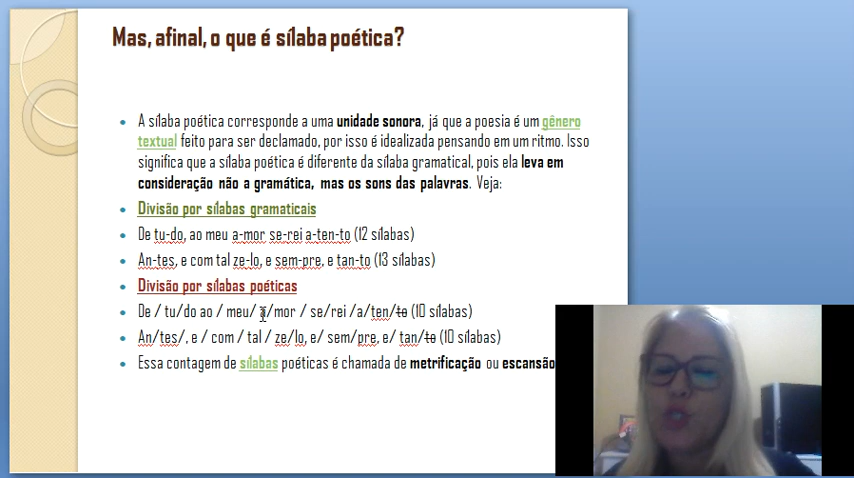 Mas, afinal, o que é sílaba poética?
A sílaba poética corresponde a uma unidade sonora, já que a poesia é um gênero
textual feito para ser declamado, por isso é idealizada pensando em um ritmo. Isso
significa que a sílaba poética é diferente da sílaba gramatical, pois ela leva em
consideração não a gramática, mas os sons das palavras. Veja:
Divisão por sílabas gramaticais
De tu-do, ao meu a-mor se-rei a-ten-to (12 sílabas)
An-tes, e com tal ze-lo, e sem-pre, e tan-to (13 sílabas)
Divisão por sílabas poéticas
De / tu/do ao / meu/ a/mor / se/rei /a/ten/to (10 sílabas)
An/tes/, e / com / tal / ze/lo, e/ sem/pre, e/ tan/to (10 sílabas)
Essa contagem de sílabas poéticas é chamada de metrificação ou escansão